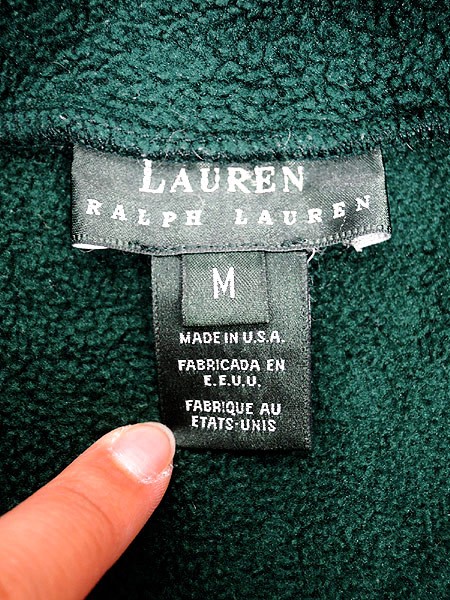 LAUREN
RALPH LAUREN
M
MADE IN U.S.A.
FABRICADA EN
E.E.U.U.
FABRIQUE AU
ETATS-UNIS